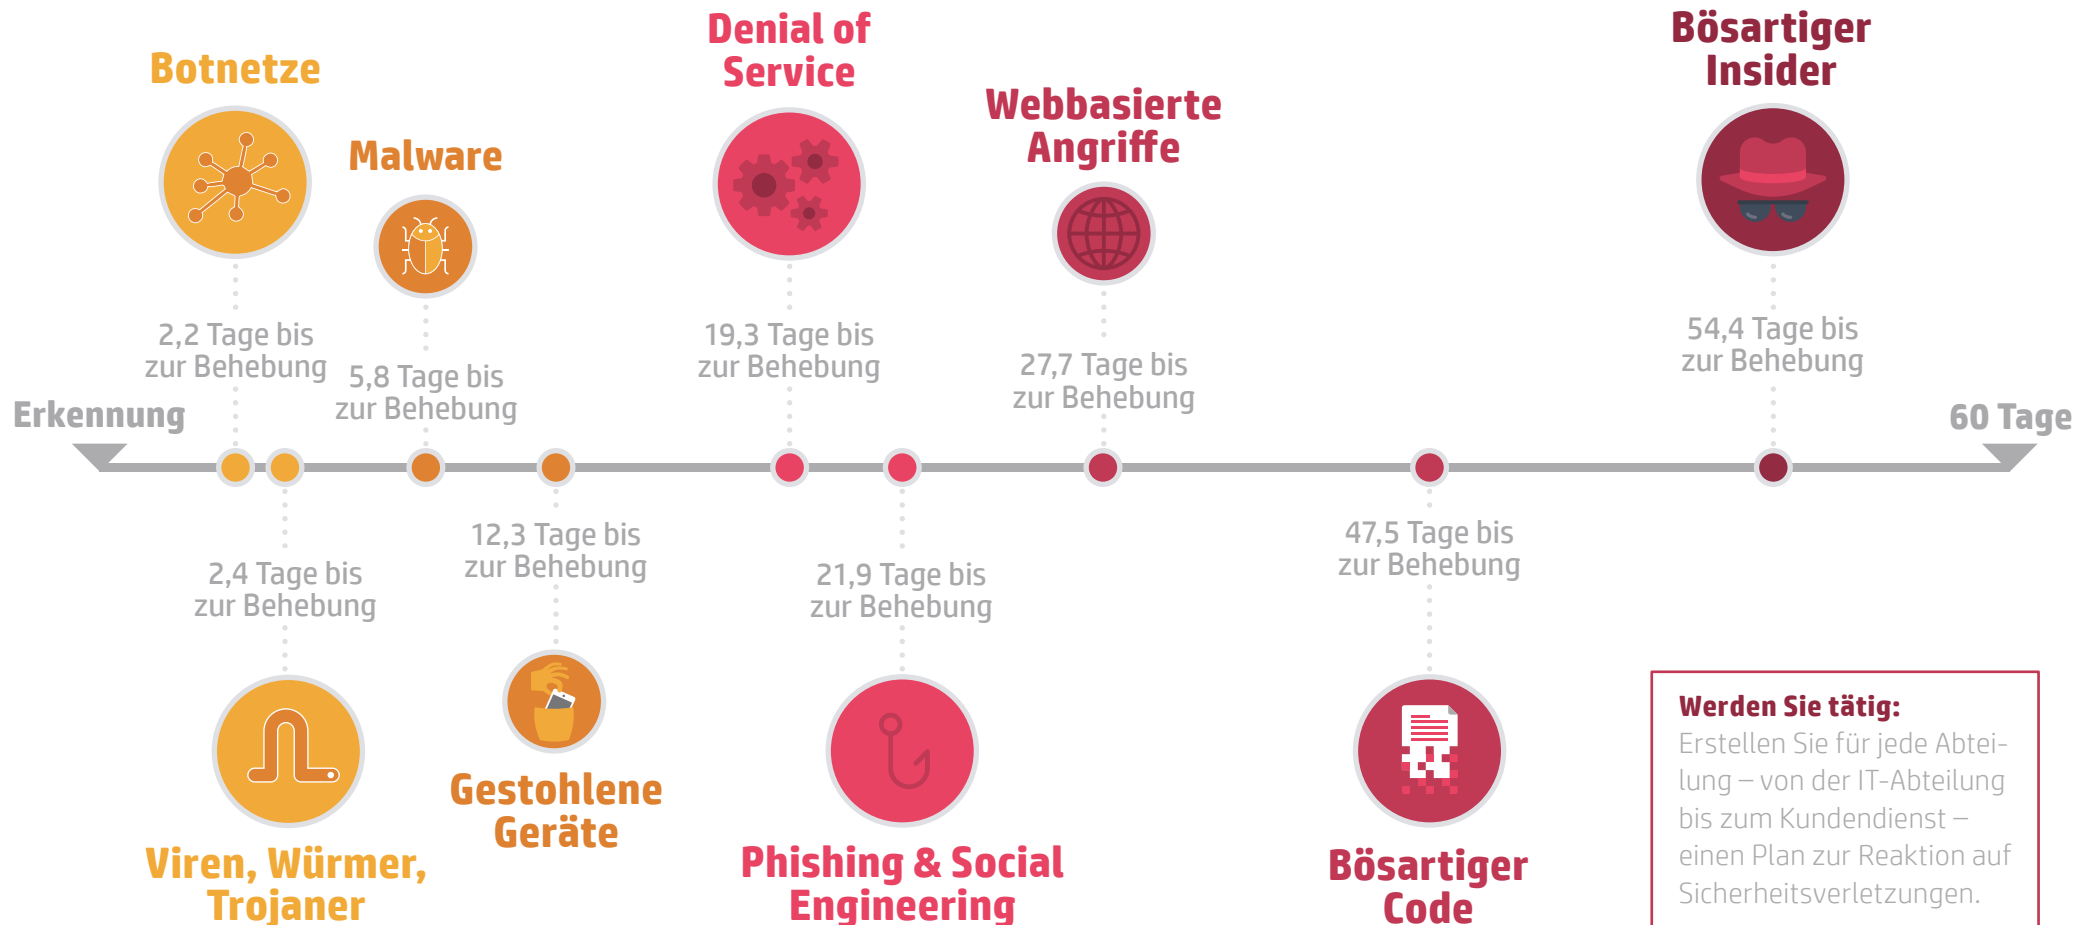 Botnetze
2,2 Tage bis
zur Behebung
Malware
5,8 Tage bis
zur Behebung
Denial of
Service
19,3 Tage bis
zur Behebung
Webbasierte
Angriffe
27,7 Tage bis
zur Behebung
Bösartiger
Insider
54,4 Tage bis
zur Behebung
Erkennung
60 Tage
2,4 Tage bis
zur Behebung
Viren, Würmer,
Trojaner
12,3 Tage bis
zur Behebung
Gestohlene
Geräte
21,9 Tage bis
zur Behebung
Phishing & Social
Engineering
47,5 Tage bis
zur Behebung
Bösartiger
Code
Werden Sie tätig:
Erstellen Sie für jede Abtei-
lung – von der IT-Abteilung
bis zum Kundendienst –
einen Plan zur Reaktion auf
Sicherheitsverletzungen.